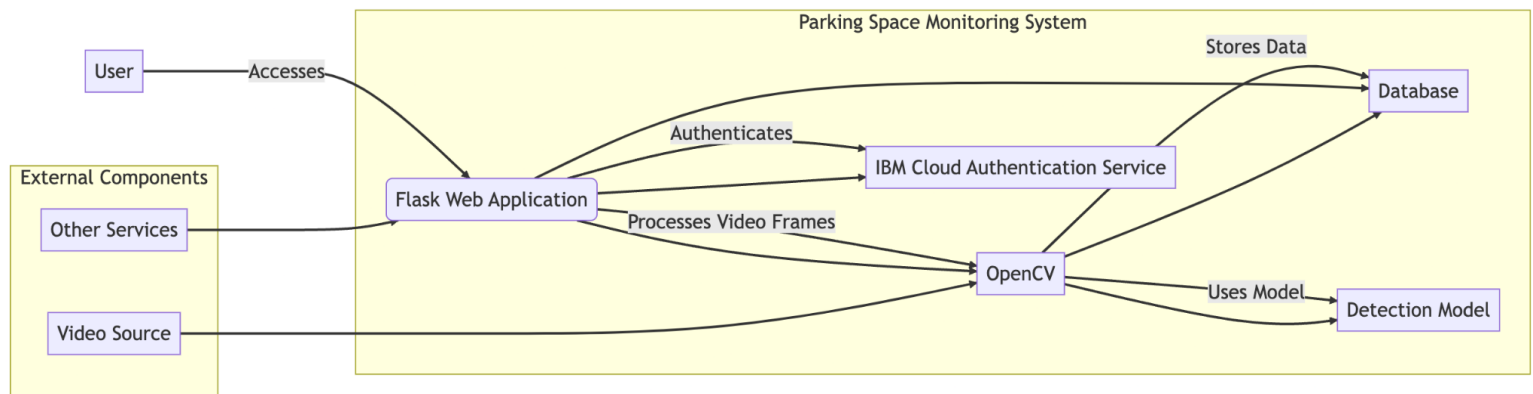 Parking Space Monitoring System
Stores Data
User
Accesses
Database
Authenticates
IBM Cloud Authentication Service
External Components
Flask Web Application
Other Services
Processes Video Frames
OpenCV
Uses Model
Detection Model
Video Source